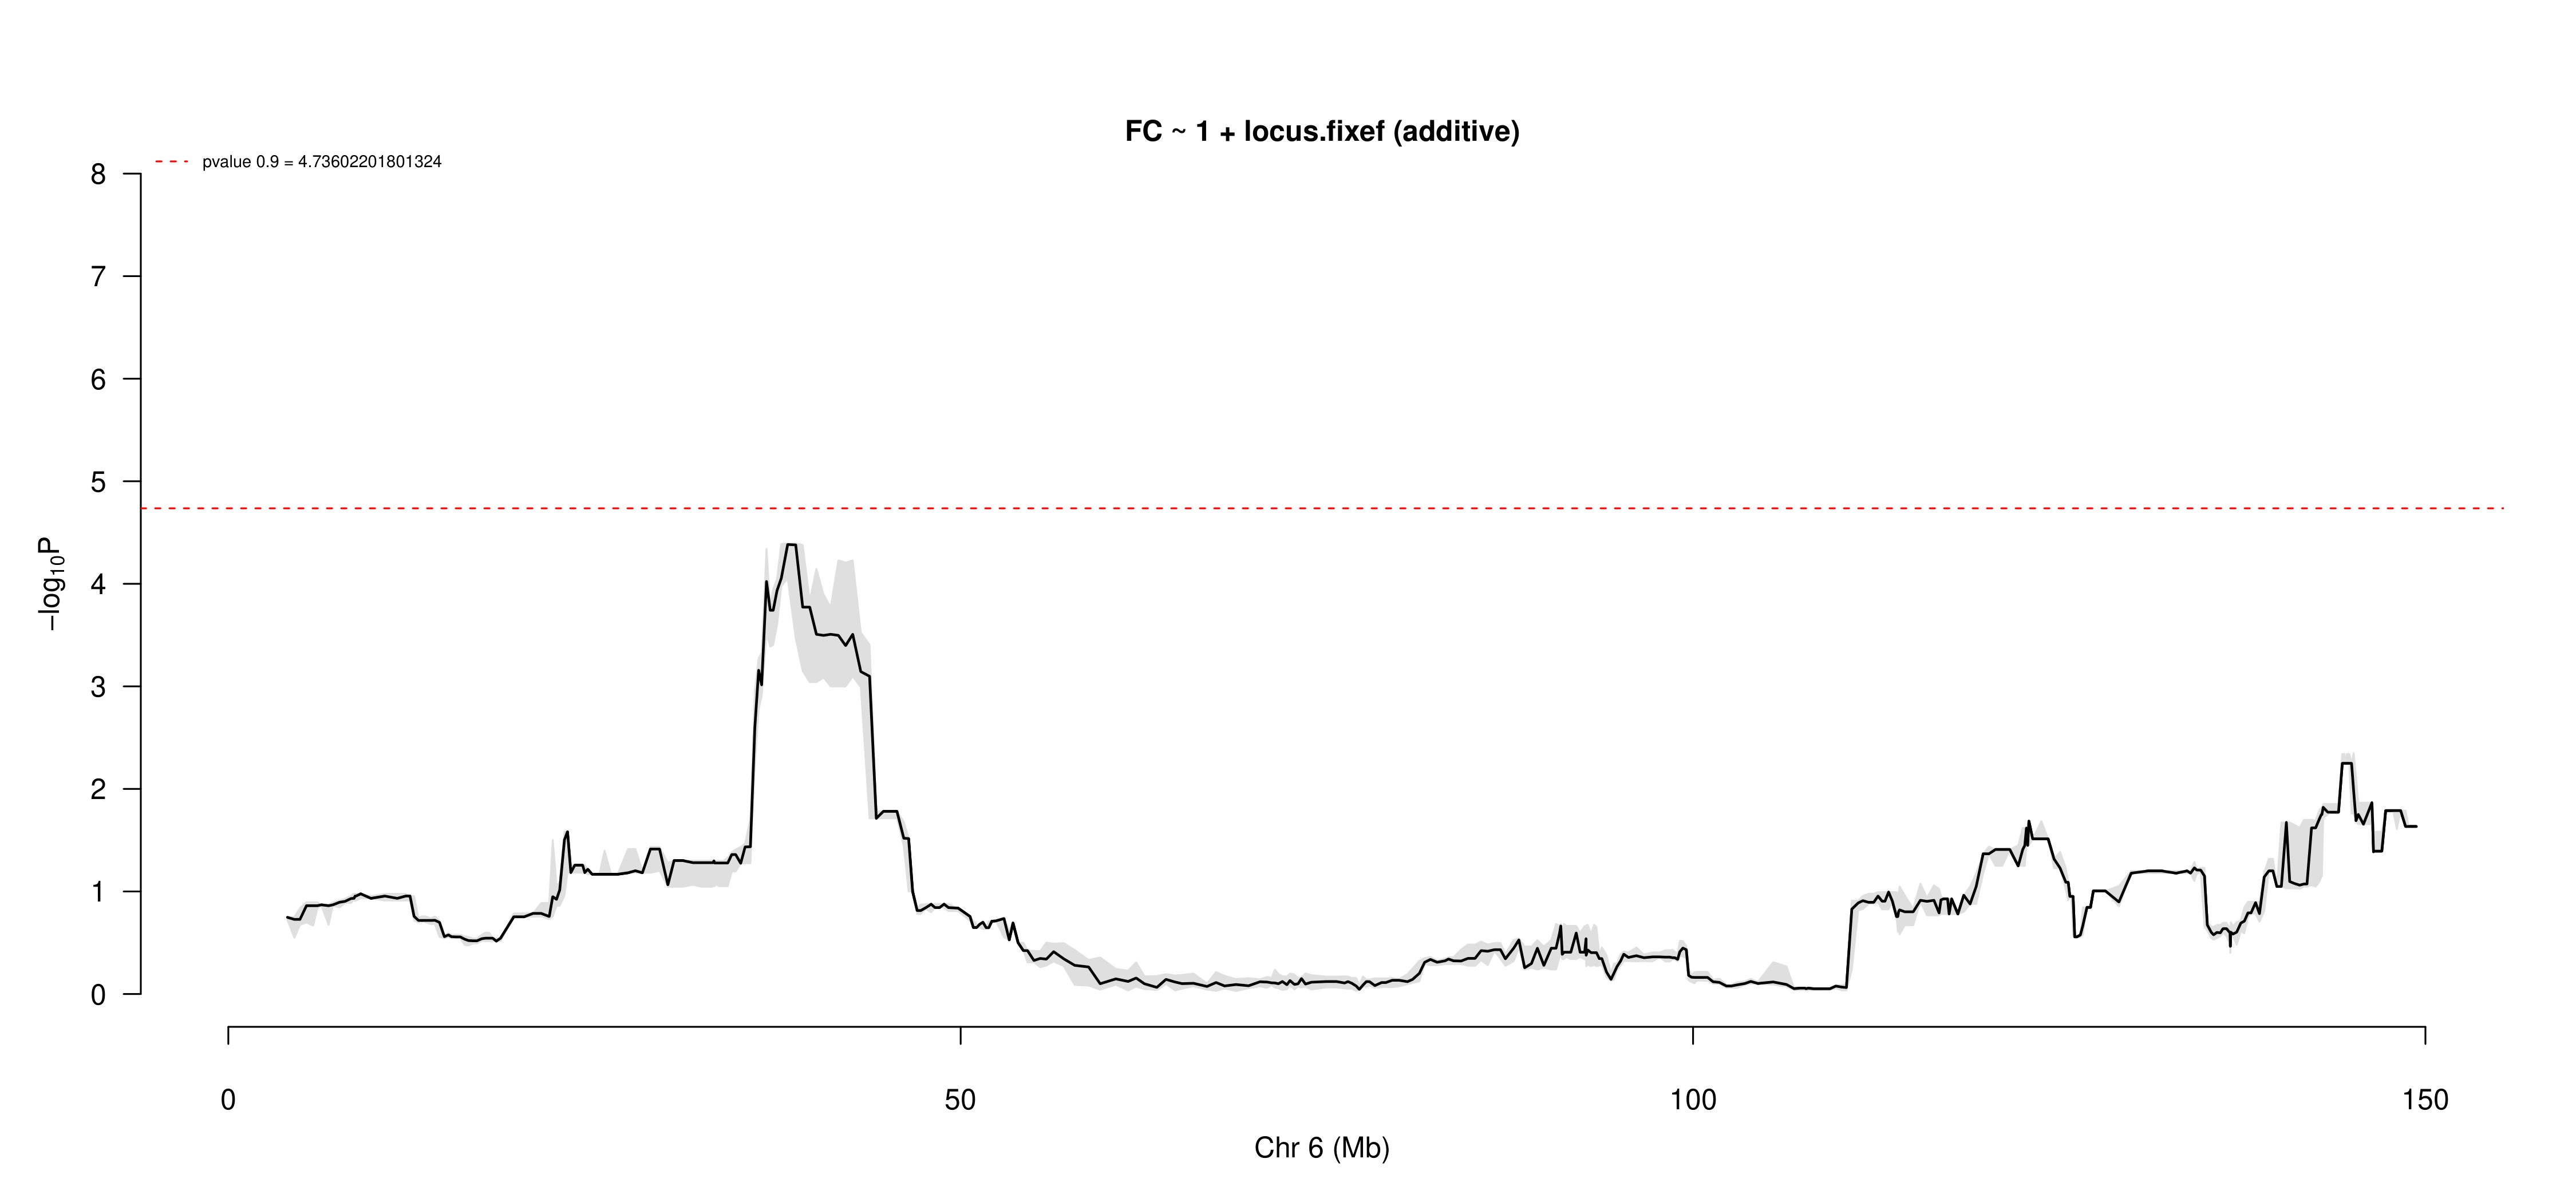 FC ~ 1 + locus.fixef (additive)
pvalue 0.9 = 4.73602201801324
8
7
6
5
4
3
2
1
0
−log10P
0 50 100 150
Chr 6 (Mb)